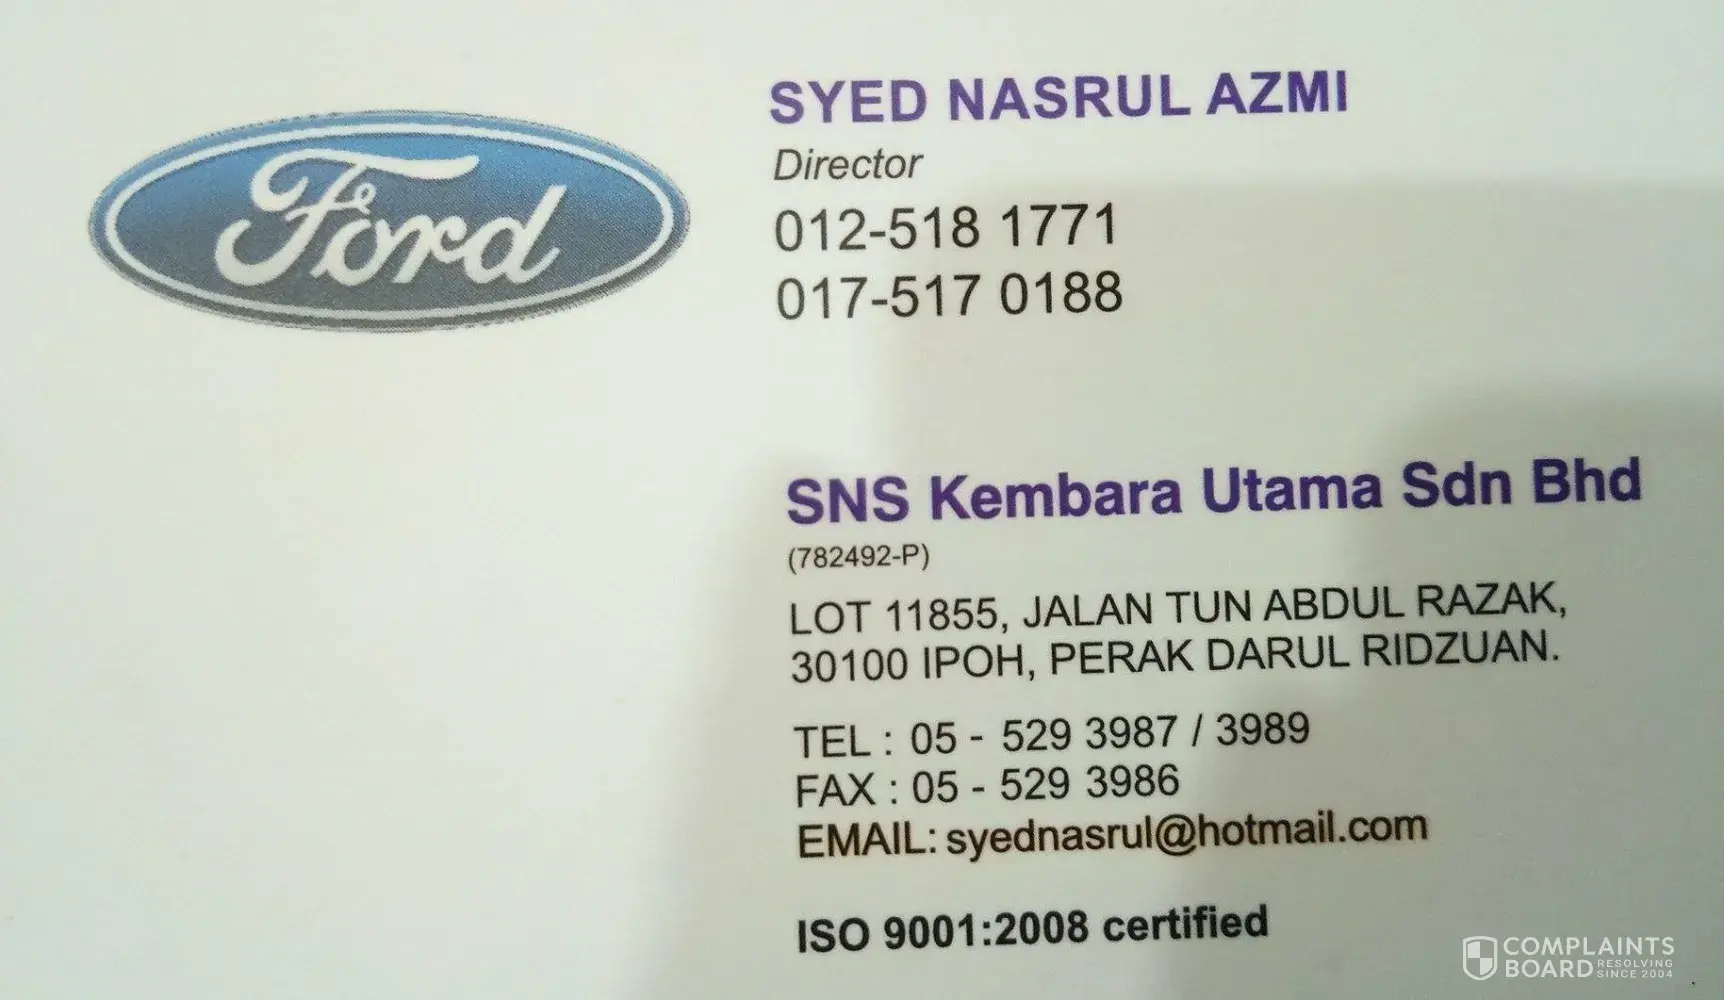 Ford
SYED NASRUL AZMI
Director
012-518 1771
017-517 0188
SNS Kembara Utama Sdn Bhd
(782492-P)
LOT 11855, JALAN TUN ABDUL RAZAK,
30100 IPOH, PERAK DARUL RIDZUAN.
TEL : 05 - 529 3987 / 3989
FAX : 05 - 529 3986
EMAIL: syednasrul@hotmail.com
ISO 9001:2008 certified
COMPLAINTS
BOARD RESOLVING
SINCE 2004